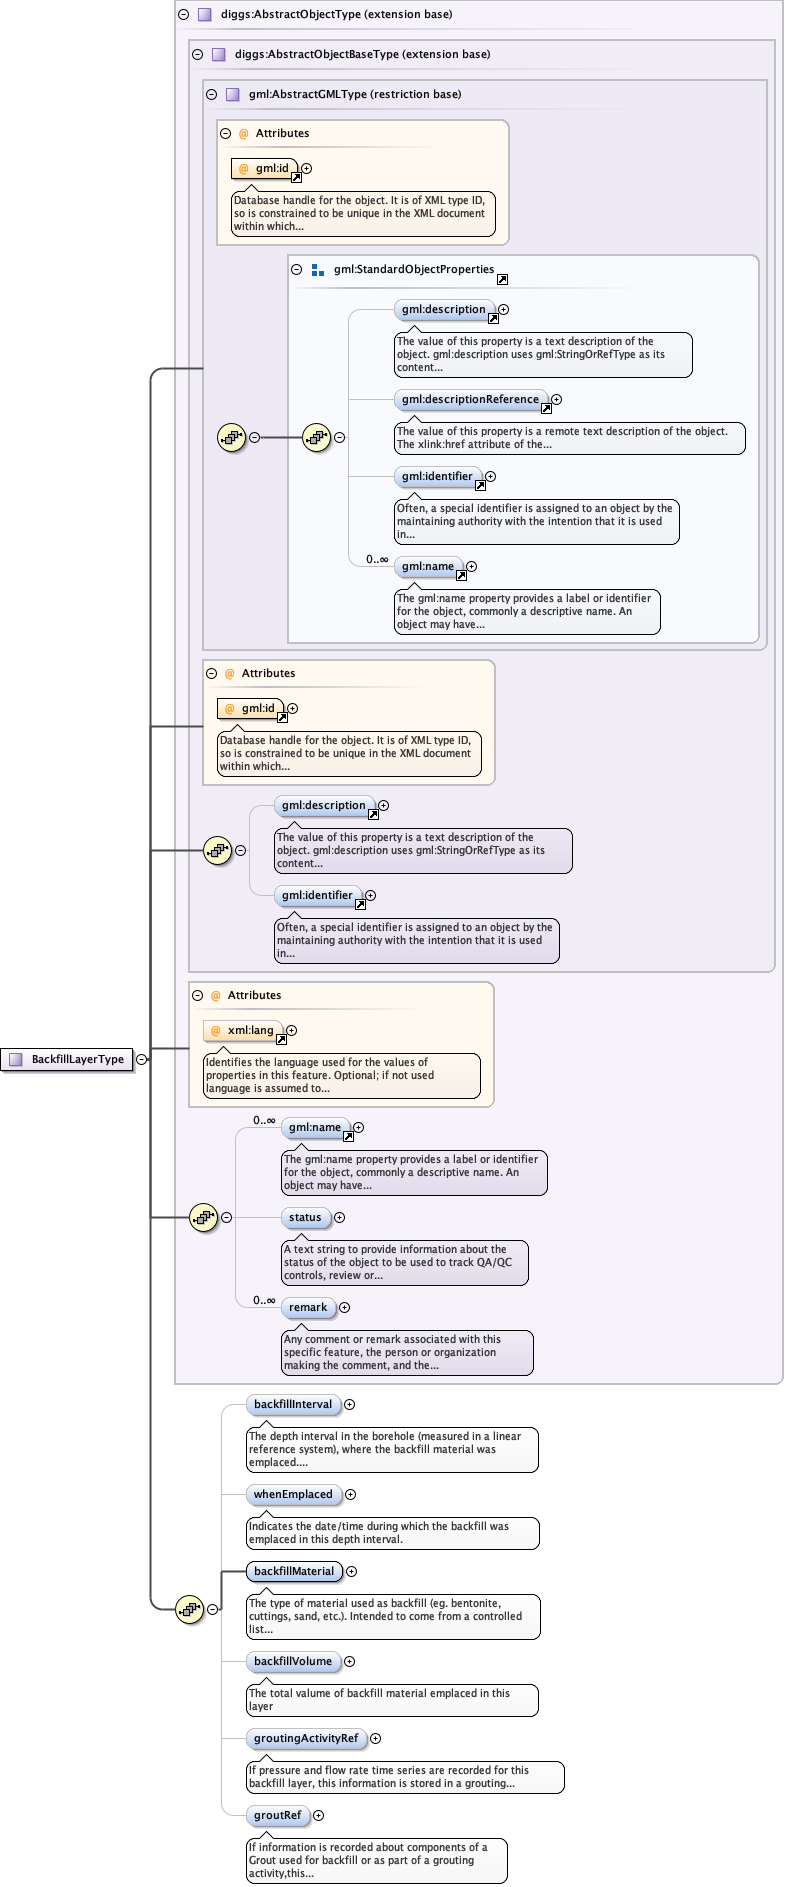 diggs:AbstractObjectType (extension base)
diggs:AbstractObjectBaseType (extension base)
gml:AbstractGMLType (restriction base)
@ Attributes
@ gml:id
Database handle for the object. It is of XML type ID,
so is constrained to be unique in the XML document
within which...
gml:StandardObjectProperties
gml:description
The value of this property is a text description of the
object. gml:description uses gml:StringOrRefType as its
content...
gml:descriptionReference
The value of this property is a remote text description of the object.
The xlink:href attribute of the...
gml:identifier
Often, a special identifier is assigned to an object by the
maintaining authority with the intention that it is used
in...
0..∞
gml:name
The gml:name property provides a label or identifier
for the object, commonly a descriptive name. An
object may have...
@ Attributes
@ gml:id
Database handle for the object. It is of XML type ID,
so is constrained to be unique in the XML document
within which...
gml:description
The value of this property is a text description of the
object. gml:description uses gml:StringOrRefType as its
content...
gml:identifier
Often, a special identifier is assigned to an object by the
maintaining authority with the intention that it is used
in...
@ Attributes
@ xml:lang
BackfillLayerType
Identifies the language used for the values of
properties in this feature. Optional; if not used
language is assumed to...
0..∞
gml:name
The gml:name property provides a label or identifier
for the object, commonly a descriptive name. An
object may have...
status
A text string to provide information about the
status of the object to be used to track QA/QC
controls, review or...
0..∞
remark
Any comment or remark associated with this
specific feature, the person or organization
making the comment, and the...
backfillInterval
The depth interval in the borehole (measured in a linear
reference system), where the backfill material was
emplaced....
whenEmplaced
Indicates the date/time during which the backfill was
emplaced in this depth interval.
backfillMaterial
The type of material used as backfill (eg. bentonite,
cuttings, sand, etc.). Intended to come from a controlled
list...
backfillVolume
The total valume of backfill material emplaced in this
layer
groutingActivityRef
If pressure and flow rate time series are recorded for this
backfill layer, this information is stored in a grouting...
groutRef
If information is recorded about components of a
Grout used for backfill or as part of a grouting
activity,this...